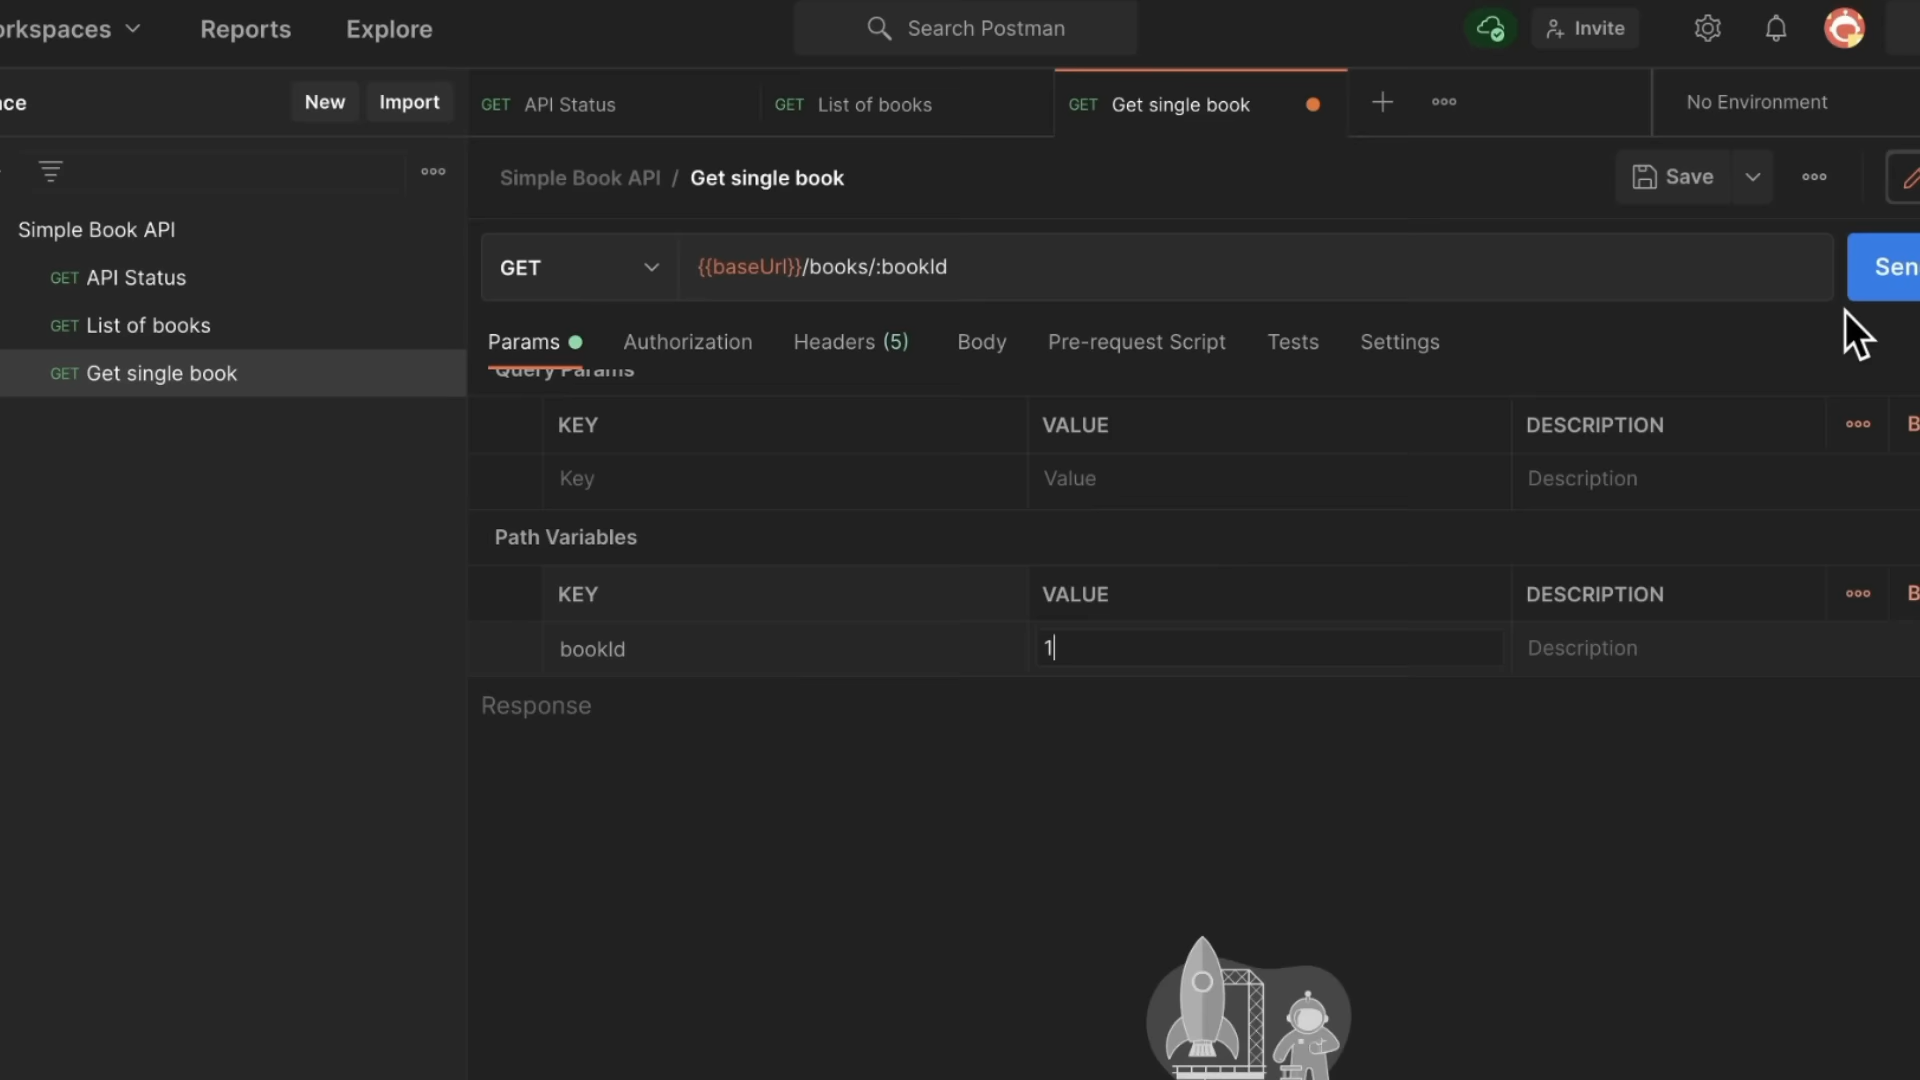 orkspaces
Reports
Explore
Search Postman
Invite
ce
New
Import
GET API Status
GET List of books
GET Get single book
No Environment
Simple Book API / Get single book
Save
Simple Book API
GET API Status
GET List of books
GET Get single book
GET
{{baseUrl}}/books/:bookId
Sen
Params
Authorization
Headers (5)
Body
Pre-request Script
Tests
Settings
Query Params
KEY
VALUE
DESCRIPTION
B
Key
Value
Description
Path Variables
KEY
VALUE
DESCRIPTION
B
bookId
1
Description
Response